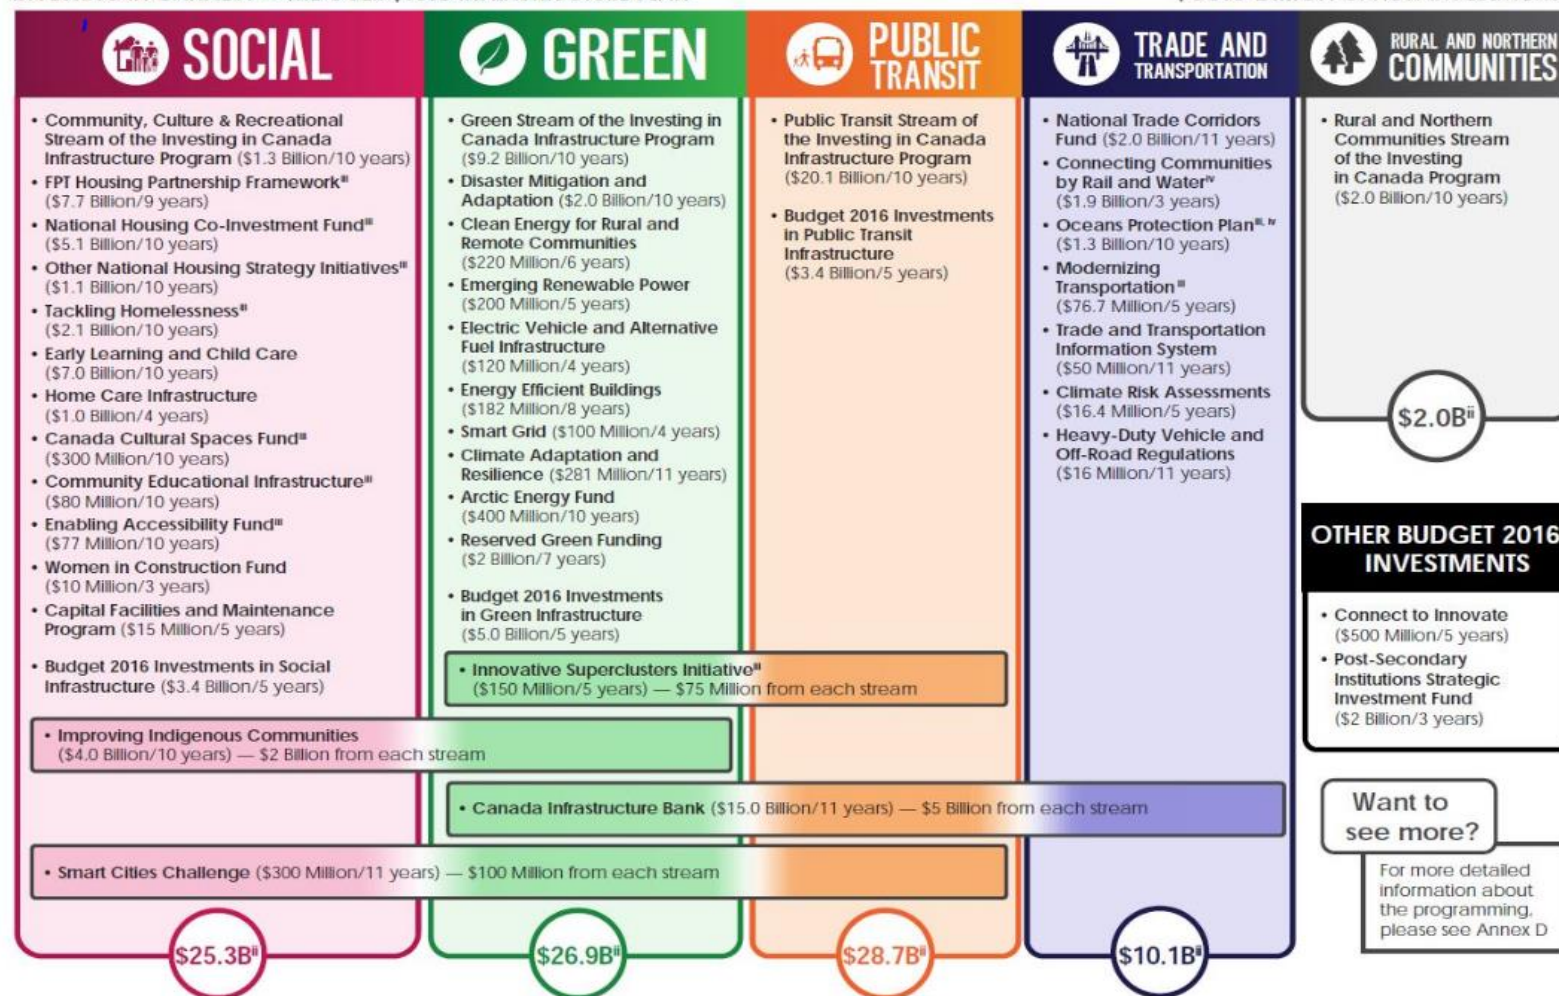 SOCIAL
• Community, Culture & Recreational
Stream of the Investing in Canada
Infrastructure Program ($1.3 Billion/10 years)
• FPT Housing Partnership Frameworkⁱⁱⁱ
($7.7 Billion/9 years)
• National Housing Co-Investment Fundⁱⁱⁱ
($5.1 Billion/10 years)
• Other National Housing Strategy Initiativesⁱⁱⁱ
($1.1 Billion/10 years)
• Tackling Homelessnessⁱⁱⁱ
($2.1 Billion/10 years)
• Early Learning and Child Care
($7.0 Billion/10 years)
• Home Care Infrastructure
($1.0 Billion/4 years)
• Canada Cultural Spaces Fundⁱⁱⁱ
($300 Million/10 years)
• Community Educational Infrastructureⁱⁱⁱ
($80 Million/10 years)
• Enabling Accessibility Fundⁱⁱⁱ
($77 Million/10 years)
• Women in Construction Fund
($10 Million/3 years)
• Capital Facilities and Maintenance
Program ($15 Million/5 years)
• Budget 2016 Investments in Social
Infrastructure ($3.4 Billion/5 years)
GREEN
• Green Stream of the Investing in
Canada Infrastructure Program
($9.2 Billion/10 years)
• Disaster Mitigation and
Adaptation ($2.0 Billion/10 years)
• Clean Energy for Rural and
Remote Communities
($220 Million/6 years)
• Emerging Renewable Power
($200 Million/5 years)
• Electric Vehicle and Alternative
Fuel Infrastructure
($120 Million/4 years)
• Energy Efficient Buildings
($182 Million/8 years)
• Smart Grid ($100 Million/4 years)
• Climate Adaptation and
Resilience ($281 Million/11 years)
• Arctic Energy Fund
($400 Million/10 years)
• Reserved Green Funding
($2 Billion/7 years)
• Budget 2016 Investments
in Green Infrastructure
($5.0 Billion/5 years)
PUBLIC
TRANSIT
• Public Transit Stream of
the Investing in Canada
Infrastructure Program
($20.1 Billion/10 years)
• Budget 2016 Investments
in Public Transit
Infrastructure
($3.4 Billion/5 years)
TRADE AND
TRANSPORTATION
• National Trade Corridors
Fund ($2.0 Billion/11 years)
• Connecting Communities
by Rail and Waterⁱᵛ
($1.9 Billion/3 years)
• Oceans Protection Planⁱⁱⁱ, ⁱᵛ
($1.3 Billion/10 years)
• Modernizing
Transportation ⁱⁱⁱ
($76.7 Million/5 years)
• Trade and Transportation
Information System
($50 Million/11 years)
• Climate Risk Assessments
($16.4 Million/5 years)
• Heavy-Duty Vehicle and
Off-Road Regulations
($16 Million/11 years)
• Innovative Superclusters Initiativeⁱⁱⁱ
($150 Million/5 years) — $75 Million from each stream
• Improving Indigenous Communities
($4.0 Billion/10 years) — $2 Billion from each stream
• Canada Infrastructure Bank ($15.0 Billion/11 years) — $5 Billion from each stream
• Smart Cities Challenge ($300 Million/11 years) — $100 Million from each stream
$25.3Bⁱⁱ
$26.9Bⁱⁱ
$28.7Bⁱⁱ
$10.1Bⁱⁱ
RURAL AND NORTHERN
COMMUNITIES
• Rural and Northern
Communities Stream
of the Investing
in Canada Program
($2.0 Billion/10 years)
$2.0Bⁱⁱ
OTHER BUDGET 2016
INVESTMENTS
• Connect to Innovate
($500 Million/5 years)
• Post-Secondary
Institutions Strategic
Investment Fund
($2 Billion/3 years)
Want to
see more?
For more detailed
information about
the programming,
please see Annex D